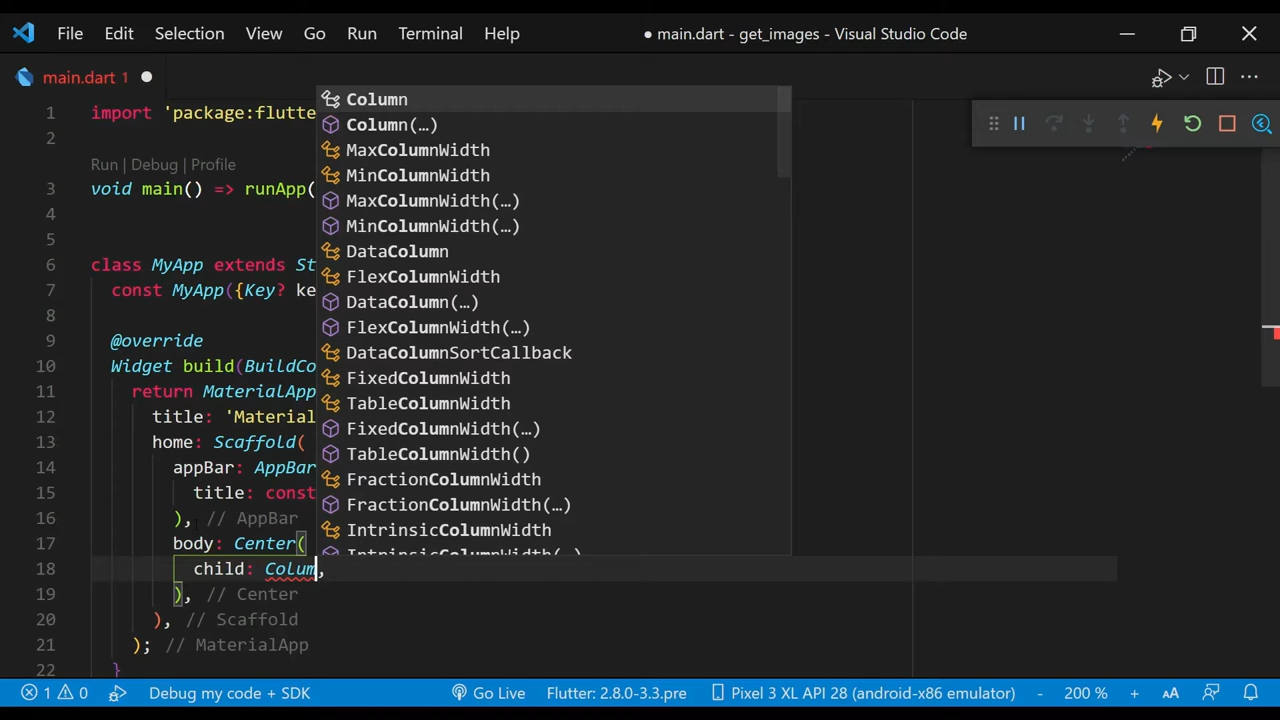 File Edit Selection View Go Run Terminal Help ● main.dart - get_images - Visual Studio Code
main.dart 1
1 import 'package:flutte
2
Run | Debug | Profile
3 void main() => runApp(
4
5
6 class MyApp extends St
7 const MyApp({Key? ke
8
9 @override
10 Widget build(BuildCo
11 return MaterialApp
12 title: 'Material
13 home: Scaffold(
14 appBar: AppBar
15 title: const
16 ), // AppBar
17 body: Center(
18 child: Colum,
19 ), // Center
20 ), // Scaffold
21 ); // MaterialApp
22 }
Column
Column(…)
MaxColumnWidth
MinColumnWidth
MaxColumnWidth(…)
MinColumnWidth(…)
DataColumn
FlexColumnWidth
DataColumn(…)
FlexColumnWidth(…)
DataColumnSortCallback
FixedColumnWidth
TableColumnWidth
FixedColumnWidth(…)
TableColumnWidth()
FractionColumnWidth
FractionColumnWidth(…)
IntrinsicColumnWidth
IntrinsicColumnWidth(…)
1 0 Debug my code + SDK Go Live Flutter: 2.8.0-3.3.pre Pixel 3 XL API 28 (android-x86 emulator) - 200 % + AA